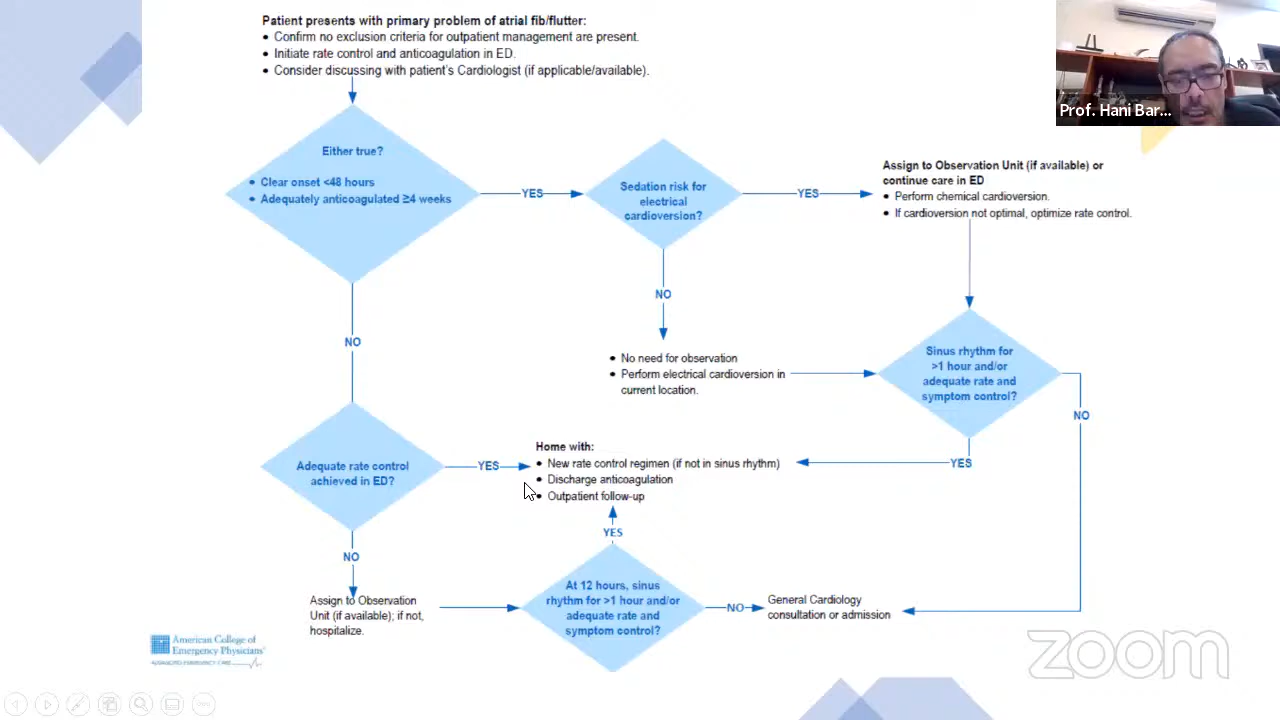 Patient presents with primary problem of atrial fib/flutter:
• Confirm no exclusion criteria for outpatient management are present.
• Initiate rate control and anticoagulation in ED.
• Consider discussing with patient's Cardiologist (if applicable/available).
Prof. Hani Bar...
Either true?
• Clear onset <48 hours
• Adequately anticoagulated ≥4 weeks
YES
Sedation risk for
electrical
cardioversion?
YES
Assign to Observation Unit (if available) or
continue care in ED
• Perform chemical cardioversion.
• If cardioversion not optimal, optimize rate control.
NO
NO
• No need for observation
• Perform electrical cardioversion in
current location.
Sinus rhythm for
>1 hour and/or
adequate rate and
symptom control?
NO
YES
Adequate rate control
achieved in ED?
YES
Home with:
• New rate control regimen (if not in sinus rhythm)
• Discharge anticoagulation
• Outpatient follow-up
YES
NO
Assign to Observation
Unit (if available); if not,
hospitalize.
At 12 hours, sinus
rhythm for >1 hour and/or
adequate rate and
symptom control?
NO
General Cardiology
consultation or admission
American College of
Emergency Physicians®
ADVANCING EMERGENCY CARE
zoom